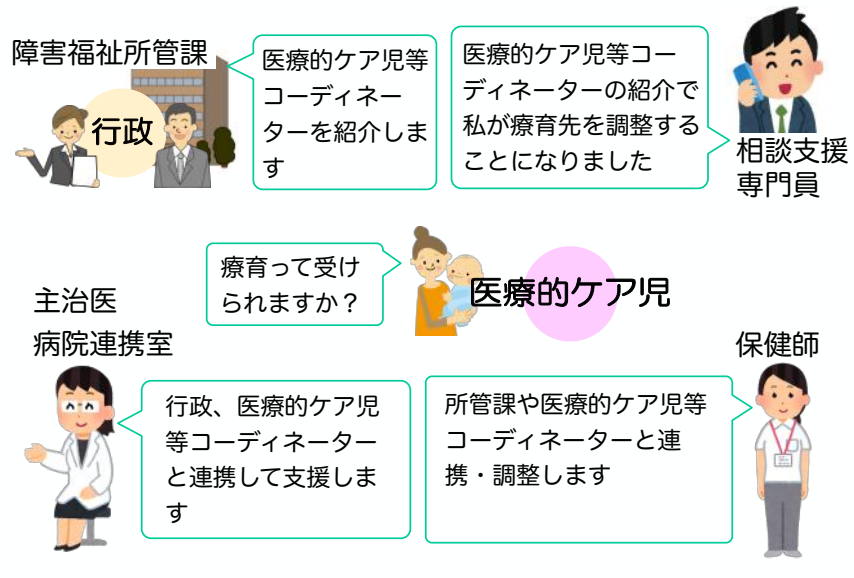 障害福祉所管課
行政
医療的ケア児等
コーディネー
ターを紹介しま
す
医療的ケア児等コー
ディネーターの紹介で
私が療育先を調整する
ことになりました
相談支援
専門員
療育って受け
られますか？
医療的ケア児
主治医
病院連携室
行政、医療的ケア児
等コーディネーター
と連携して支援しま
す
保健師
所管課や医療的ケア児等
コーディネーターと連
携・調整します